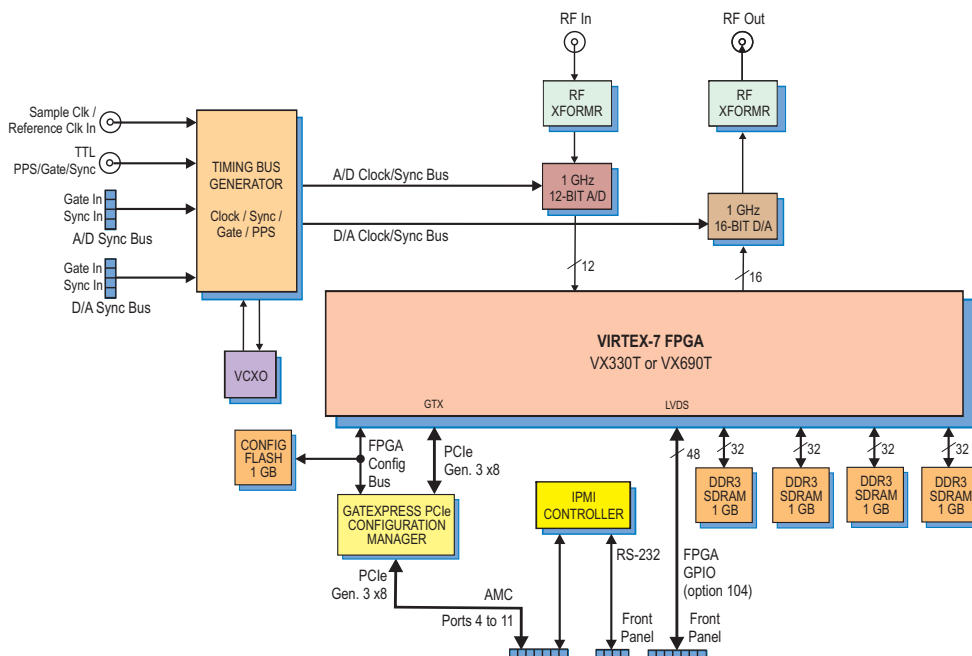 RF In
RF Out
Sample Clk /
Reference Clk In
TTL
PPS/Gate/Sync
Gate In
Sync In
A/D Sync Bus
Gate In
Sync In
D/A Sync Bus
TIMING BUS
GENERATOR
Clock / Sync /
Gate / PPS
VCXO
RF
XFORMR
RF
XFORMR
A/D Clock/Sync Bus
1 GHz
12-BIT A/D
D/A Clock/Sync Bus
1 GHz
16-BIT D/A
12
16
VIRTEX-7 FPGA
VX330T or VX690T
GTX
LVDS
CONFIG
FLASH
1 GB
FPGA
Config
Bus
PCIe
Gen. 3 x8
48
32
32
32
32
DDR3
SDRAM
1 GB
DDR3
SDRAM
1 GB
DDR3
SDRAM
1 GB
DDR3
SDRAM
1 GB
GATEXPRESS PCIe
CONFIGURATION
MANAGER
IPMI
CONTROLLER
RS-232
FPGA
GPIO
(option 104)
PCIe
Gen. 3 x8
AMC
Ports 4 to 11
Front
Panel
Front
Panel